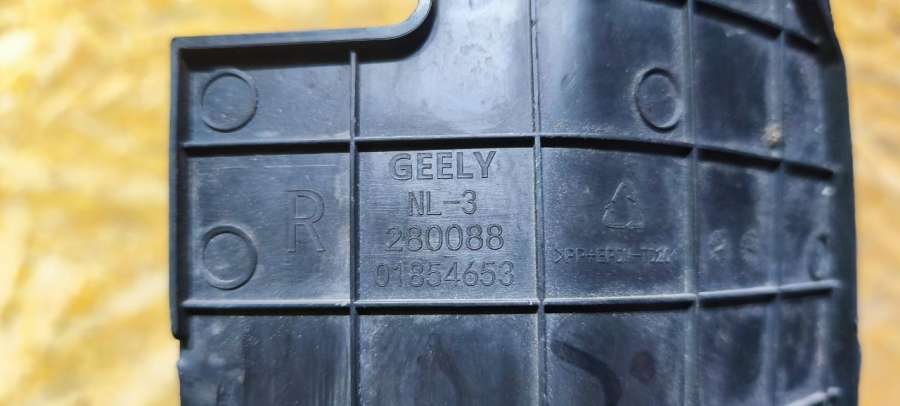 GEELY
R
NL-3
280088
01854653
>PP+EPDM-TD20<